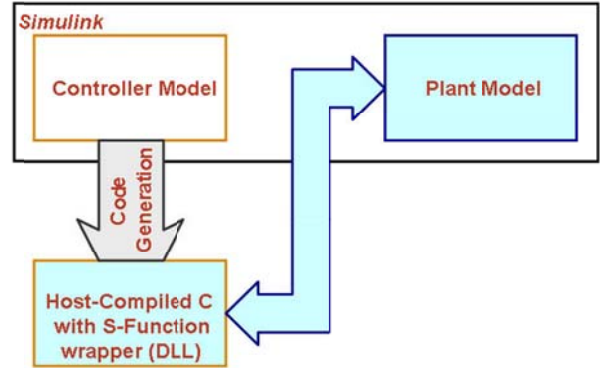 Simulink
Controller Model
Plant Model
Code
Generation
Host-Compiled C
with S-Function
wrapper (DLL)